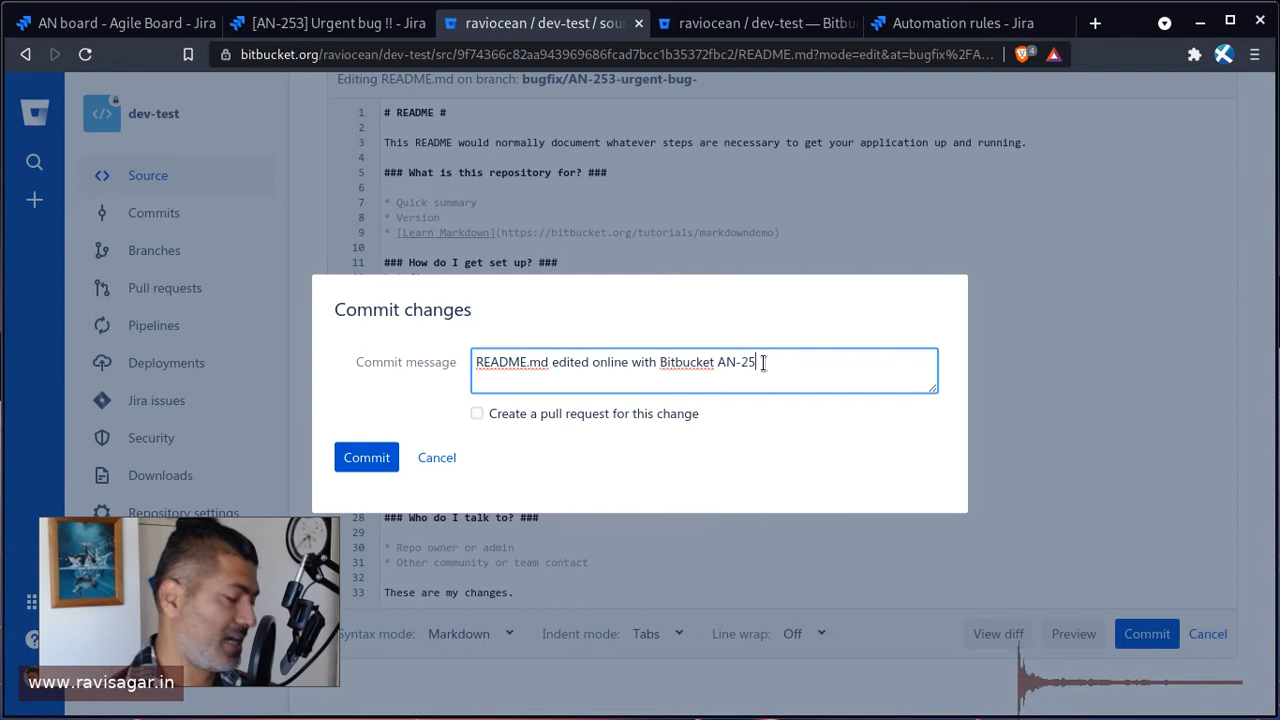 AN board - Agile Board - Jira
[AN-253] Urgent bug !! - Jira
raviocean / dev-test / sour
raviocean / dev-test — Bitbu
Automation rules - Jira
bitbucket.org/raviocean/dev-test/src/9f74366c82aa943969686fcad7bcc1b35372fbc2/README.md?mode=edit&at=bugfix%2FA...
4
Editing README.md on branch: bugfix/AN-253-urgent-bug-
dev-test
Source
Commits
Branches
Pull requests
Pipelines
Deployments
Jira issues
Security
Downloads
Repository settings
1 # README #
2
3 This README would normally document whatever steps are necessary to get your application up and running.
4
5 ### What is this repository for? ###
6
7 * Quick summary
8 * Version
9 * [Learn Markdown](https://bitbucket.org/tutorials/markdowndemo)
10
11 ### How do I get set up? ###
Commit changes
Commit message
README.md edited online with Bitbucket AN-25
Create a pull request for this change
Commit
Cancel
28 ### Who do I talk to? ###
29
30 * Repo owner or admin
31 * Other community or team contact
32
33 These are my changes.
Syntax mode: Markdown
Indent mode: Tabs
Line wrap: Off
View diff
Preview
Commit
Cancel
www.ravisagar.in